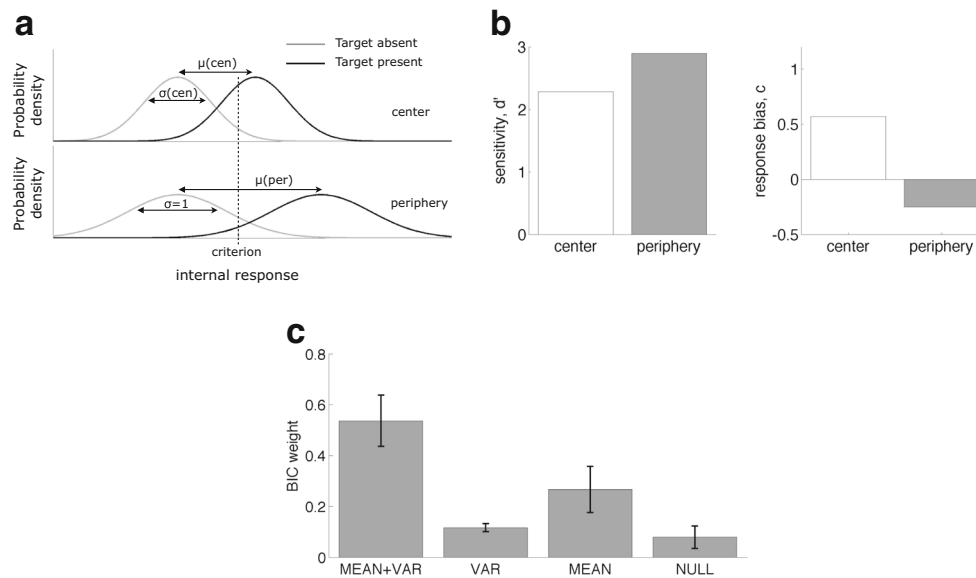 a
Target absent
Target present
Probability
density
μ(cen)
σ(cen)
center
Probability
density
μ(per)
σ=1
periphery
criterion
internal response
b
sensitivity, d'
3
2
1
0
center
periphery
response bias, c
1
0.5
0
-0.5
center
periphery
c
BIC weight
0.8
0.6
0.4
0.2
0
MEAN+VAR
VAR
MEAN
NULL